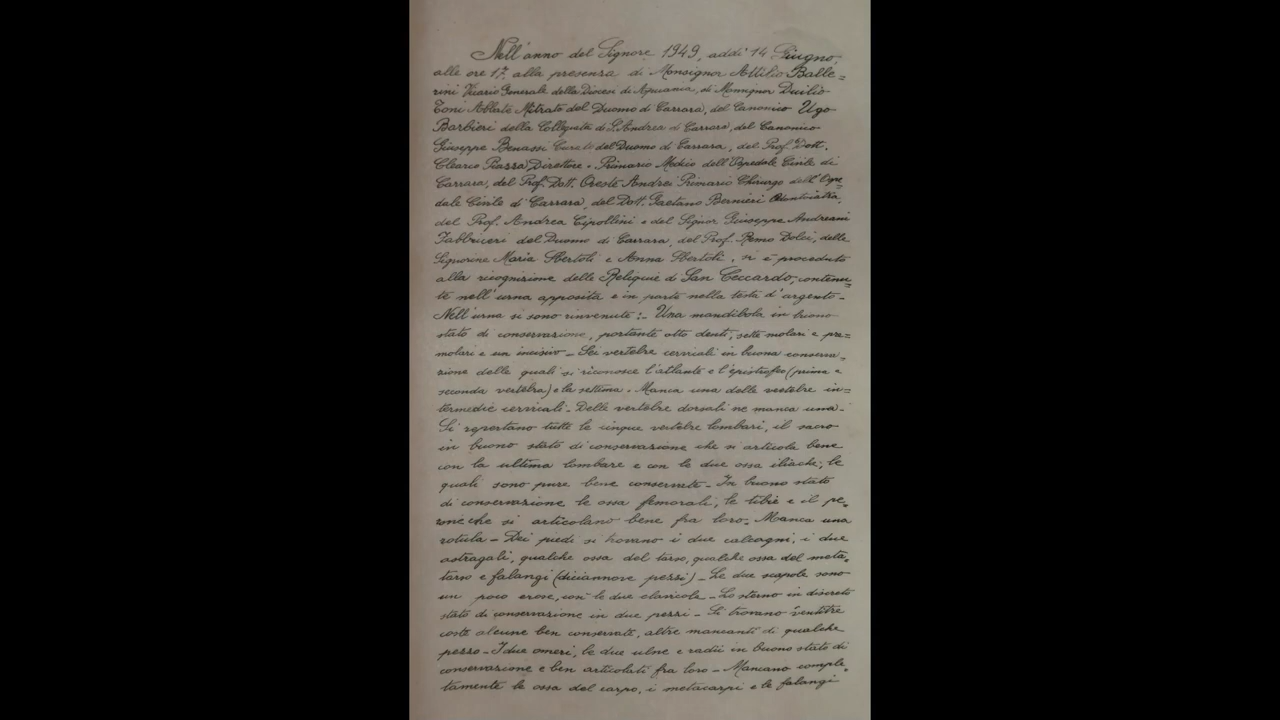 Nell'anno del Signore 1949, addì 14 Giugno,
alle ore 17, alla presenza di Monsignor Attilio Balle=
rini Vicario Generale della Diocesi di Apuania, di Monsignor Duilio
Toni Abbate Mitrato del Duomo di Carrara, del Canonico Ugo
Barbieri della Collegiata di S. Andrea di Carrara, del Canonico
Giuseppe Benassi Curato del Duomo di Carrara, del Prof. Dott.
Clearco Piazza Direttore e Primario Medico dell'Ospedale Civile di
Carrara, del Prof. Dott. Oreste Andrei Primario Chirurgo dell'Ospe=
dale Civile di Carrara, del Dott. Gaetano Bernieri Odontoiatra,
del Prof. Andrea Cipollini e del Signor Giuseppe Andreani
Fabbriceri del Duomo di Carrara, del Prof. Remo Dolci, delle
Signorine Maria Bertoli e Anna Bertoli, si è proceduto
alla ricognizione delle Reliquie di San Ceccardo, contenu=
te nell'urna apposita e in parte nella testa d'argento -
Nell'urna si sono rinvenute:- Una mandibola in buono
stato di conservazione, portante otto denti, sette molari e pre=
molari e un incisivo - Sei vertebre cervicali in buona conserva=
zione delle quali si riconosce l'atlante e l'epistrofeo (prima e
seconda vertebra) e la settima - Manca una delle vertebre in=
termedie cervicali - Delle vertebre dorsali ne manca una -
Si repertano tutte le cinque vertebre lombari, il sacro
in buono stato di conservazione che si articola bene
con la ultima lombare e con le due ossa iliache, le
quali sono pure bene conservate - In buono stato
di conservazione le ossa femorali, le tibie e il pe=
rone che si articolano bene fra loro - Manca una
rotula - Dei piedi si trovano i due calcagni, i due
astragali, qualche ossa del tarso, qualche ossa del meta=
tarso e falangi (diciannove pezzi) - Le due scapole sono
un poco erose, così le due clavicola - Lo sterno in discreto
stato di conservazione in due pezzi - Si trovano ventitre
coste alcune ben conservate, altre mancanti di qualche
pezzo - I due omeri, le due ulne e radii in buono stato di
conservazione e ben articolati fra loro - Mancano comple=
tamente le ossa del carpo, i metacarpi e le falangi